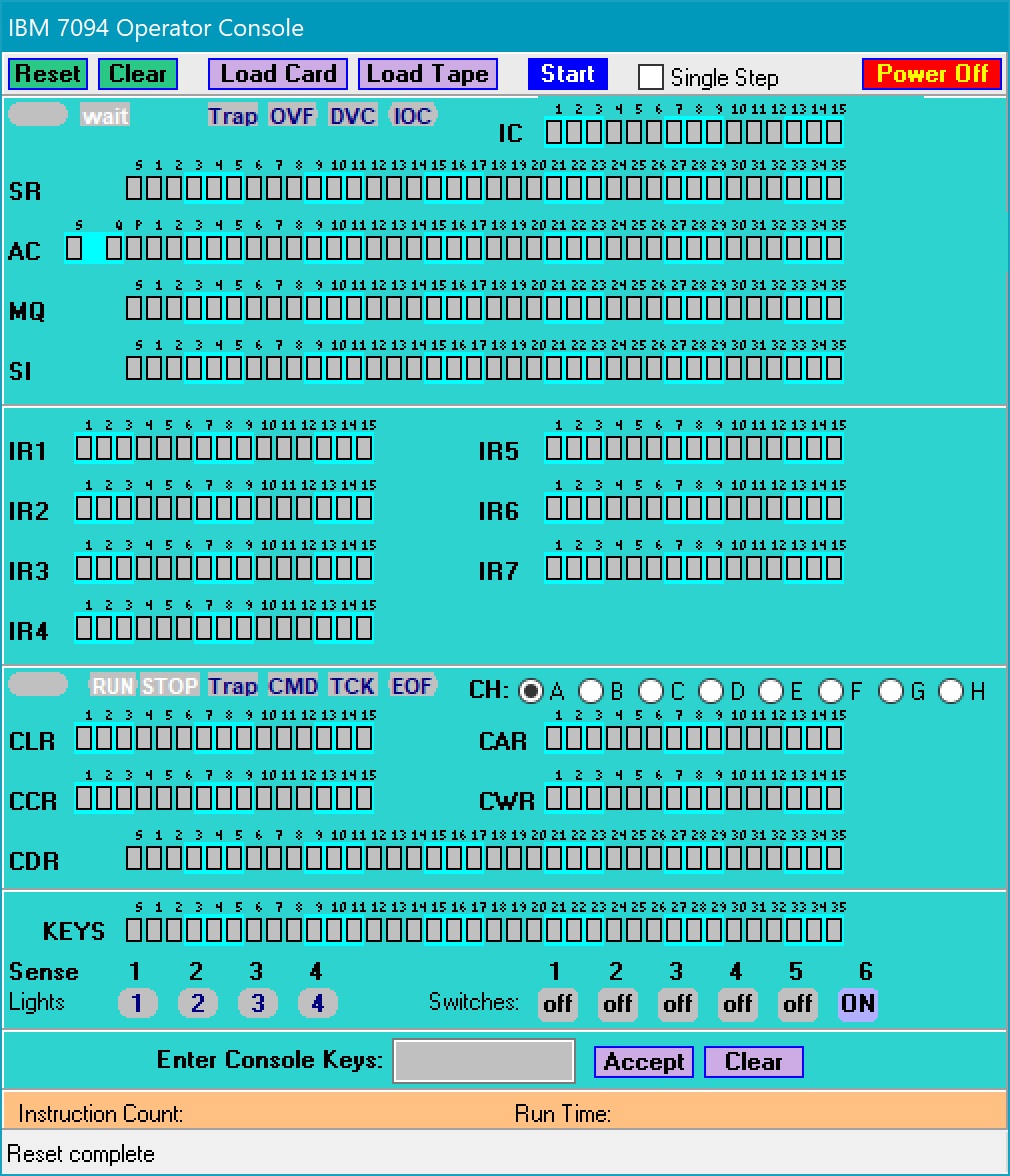 IBM 7094 Operator Console
Reset Clear Load Card Load Tape Start Single Step Power Off
wait Trap OVF DVC IOC
1 2 3 4 5 6 7 8 9 10 11 12 13 14 15
IC
S 1 2 3 4 5 6 7 8 9 10 11 12 13 14 15 16 17 18 19 20 21 22 23 24 25 26 27 28 29 30 31 32 33 34 35
SR
S Q P 1 2 3 4 5 6 7 8 9 10 11 12 13 14 15 16 17 18 19 20 21 22 23 24 25 26 27 28 29 30 31 32 33 34 35
AC
S 1 2 3 4 5 6 7 8 9 10 11 12 13 14 15 16 17 18 19 20 21 22 23 24 25 26 27 28 29 30 31 32 33 34 35
MQ
S 1 2 3 4 5 6 7 8 9 10 11 12 13 14 15 16 17 18 19 20 21 22 23 24 25 26 27 28 29 30 31 32 33 34 35
SI
1 2 3 4 5 6 7 8 9 10 11 12 13 14 15 1 2 3 4 5 6 7 8 9 10 11 12 13 14 15
IR1 IR5
1 2 3 4 5 6 7 8 9 10 11 12 13 14 15 1 2 3 4 5 6 7 8 9 10 11 12 13 14 15
IR2 IR6
1 2 3 4 5 6 7 8 9 10 11 12 13 14 15 1 2 3 4 5 6 7 8 9 10 11 12 13 14 15
IR3 IR7
1 2 3 4 5 6 7 8 9 10 11 12 13 14 15
IR4
RUN STOP Trap CMD TCK EOF CH: A B C D E F G H
1 2 3 4 5 6 7 8 9 10 11 12 13 14 15 1 2 3 4 5 6 7 8 9 10 11 12 13 14 15
CLR CAR
1 2 3 4 5 6 7 8 9 10 11 12 13 14 15 1 2 3 4 5 6 7 8 9 10 11 12 13 14 15
CCR CWR
S 1 2 3 4 5 6 7 8 9 10 11 12 13 14 15 16 17 18 19 20 21 22 23 24 25 26 27 28 29 30 31 32 33 34 35
CDR
S 1 2 3 4 5 6 7 8 9 10 11 12 13 14 15 16 17 18 19 20 21 22 23 24 25 26 27 28 29 30 31 32 33 34 35
KEYS
Sense 1 2 3 4 1 2 3 4 5 6
Lights 1 2 3 4 Switches: off off off off off ON
Enter Console Keys: Accept Clear
Instruction Count: Run Time:
Reset complete